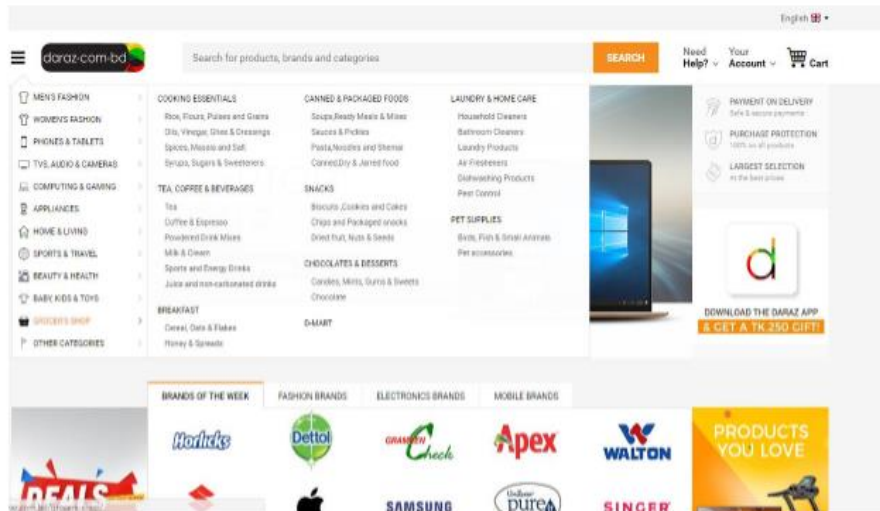 English
daraz-com-bd
Search for products, brands and categories
SEARCH
Need
Help?
Your
Account
Cart
MEN'S FASHION
WOMEN'S FASHION
PHONES & TABLETS
TVS, AUDIO & CAMERAS
COMPUTING & GAMING
APPLIANCES
HOME & LIVING
SPORTS & TRAVEL
BEAUTY & HEALTH
BABY, KIDS & TOYS
GROCER'S SHOP
OTHER CATEGORIES
COOKING ESSENTIALS
Rice, Flours, Pulses and Grains
Oils, Vinegar, Ghee & Dressings
Spices, Masala and Salt
Syrups, Sugars & Sweeteners
TEA, COFFEE & BEVERAGES
Tea
Coffee & Espresso
Powdered Drink Mixes
Milk & Cream
Sports and Energy Drinks
Juice and non-carbonated drinks
BREAKFAST
Cereal, Oats & Flakes
Honey & Spreads
CANNED & PACKAGED FOODS
Soups,Ready Meals & Mixes
Sauces & Pickles
Pasta,Noodles and Shemai
Canned,Dry & Jarred food
SNACKS
Biscuits ,Cookies and Cakes
Chips and Packaged snacks
Dried fruit, Nuts & Seeds
CHOCOLATES & DESSERTS
Candies, Mints, Gums & Sweets
Chocolate
D-MART
LAUNDRY & HOME CARE
Household Cleaners
Bathroom Cleaners
Laundry Products
Air Fresheners
Dishwashing Products
Pest Control
PET SUPPLIES
Birds, Fish & Small Animals
Pet accessories
PAYMENT ON DELIVERY
Safe & secure payments
PURCHASE PROTECTION
100% on all products
LARGEST SELECTION
At the best prices
d
DOWNLOAD THE DARAZ APP
& GET A TK.250 GIFT!
BRANDS OF THE WEEK
FASHION BRANDS
ELECTRONICS BRANDS
MOBILE BRANDS
Horlicks
Dettol
GRAMEEN
Check
Apex
WALTON
PRODUCTS
YOU LOVE
DEALS
SAMSUNG
Unilever
pureit
SINGER